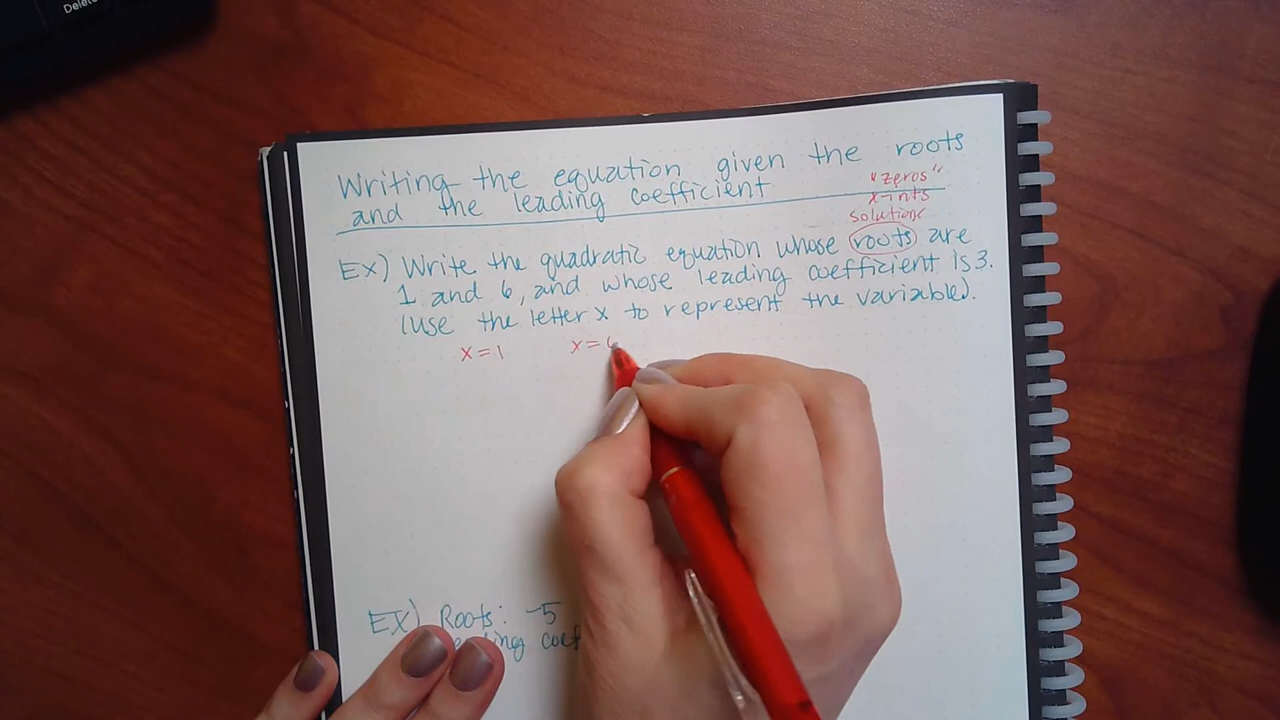 Delete
Writing the equation given the roots
and the leading coefficient
"zeros"
x-ints
solutions
Ex) Write the quadratic equation whose roots are
1 and 6, and whose leading coefficient is 3.
(use the letter x to represent the variable).
x=1 x=6
EX) Roots: -5